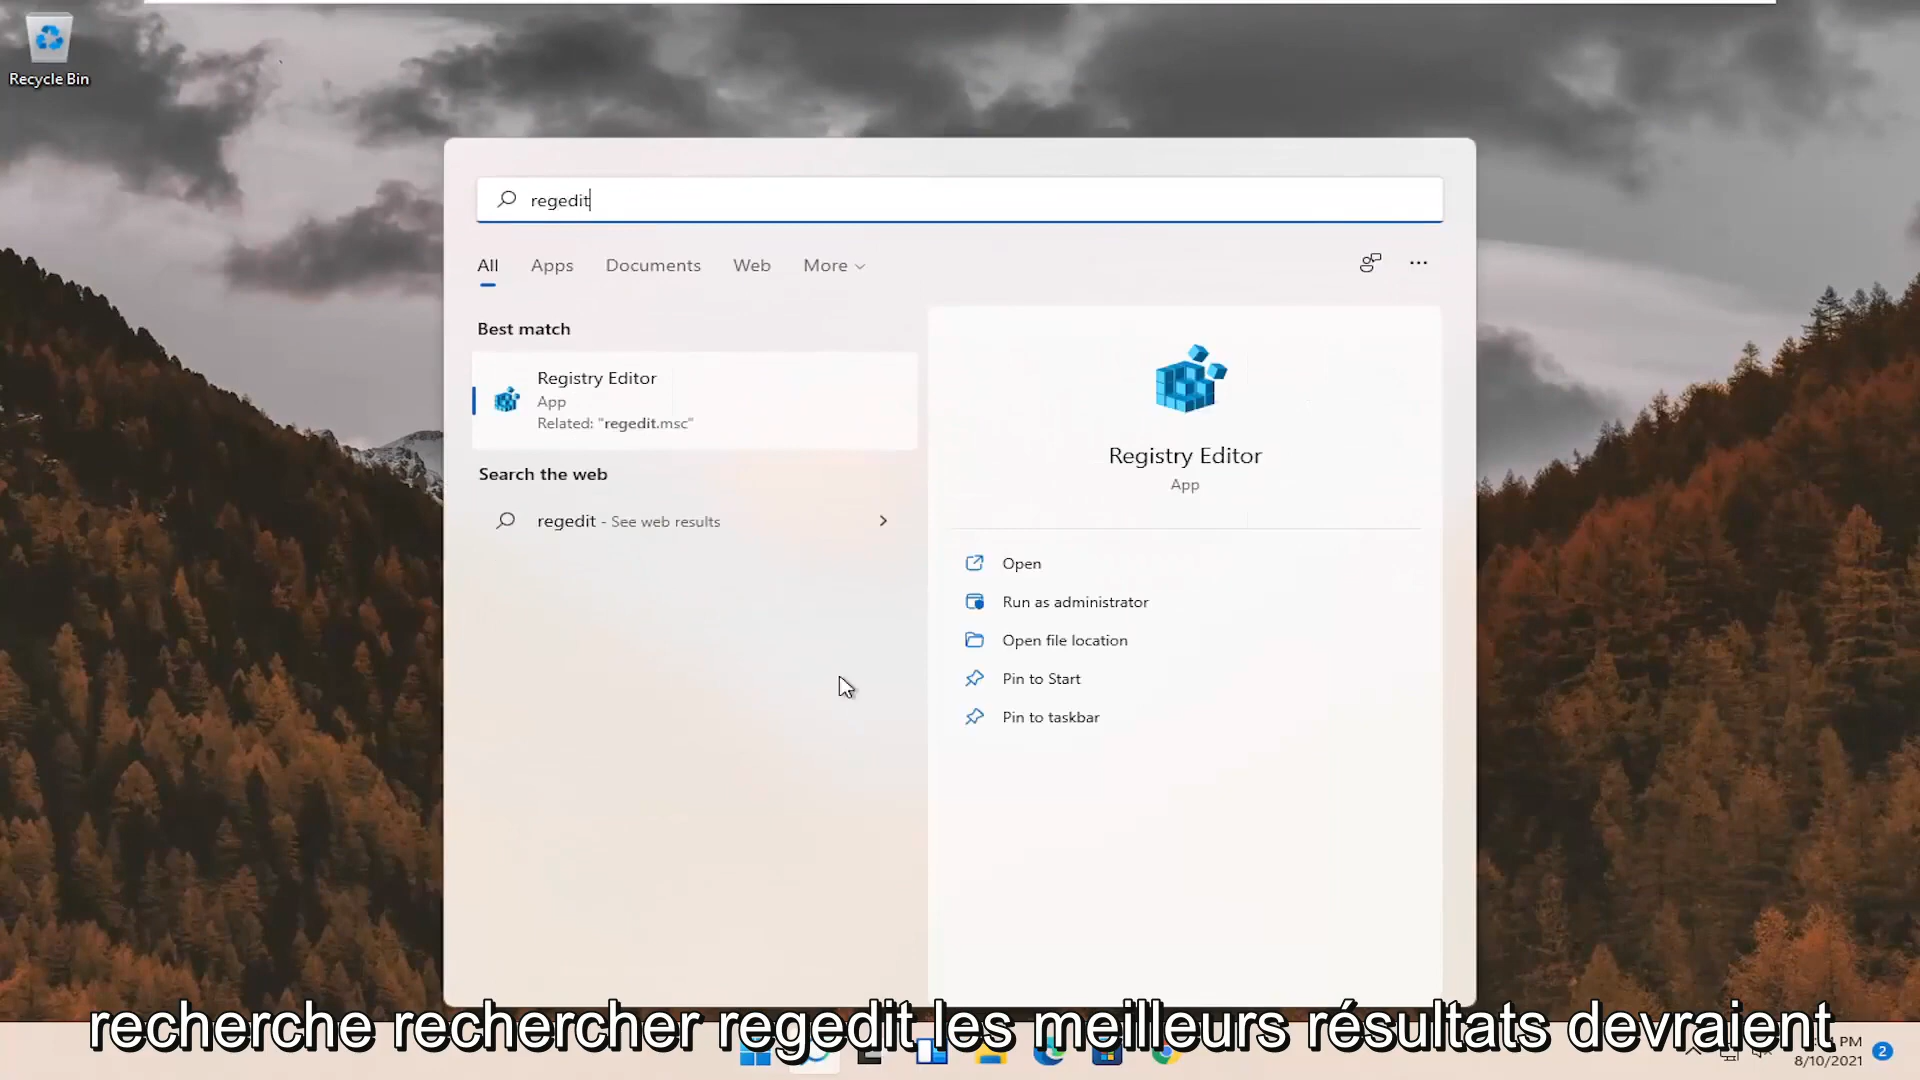 Recycle Bin
regedit
All Apps Documents Web More
Best match
Registry Editor
App
Related: "regedit.msc"
Search the web
regedit - See web results
Registry Editor
App
Open
Run as administrator
Open file location
Pin to Start
Pin to taskbar
recherche rechercher regedit les meilleurs résultats devraient
PM
8/10/2021
2